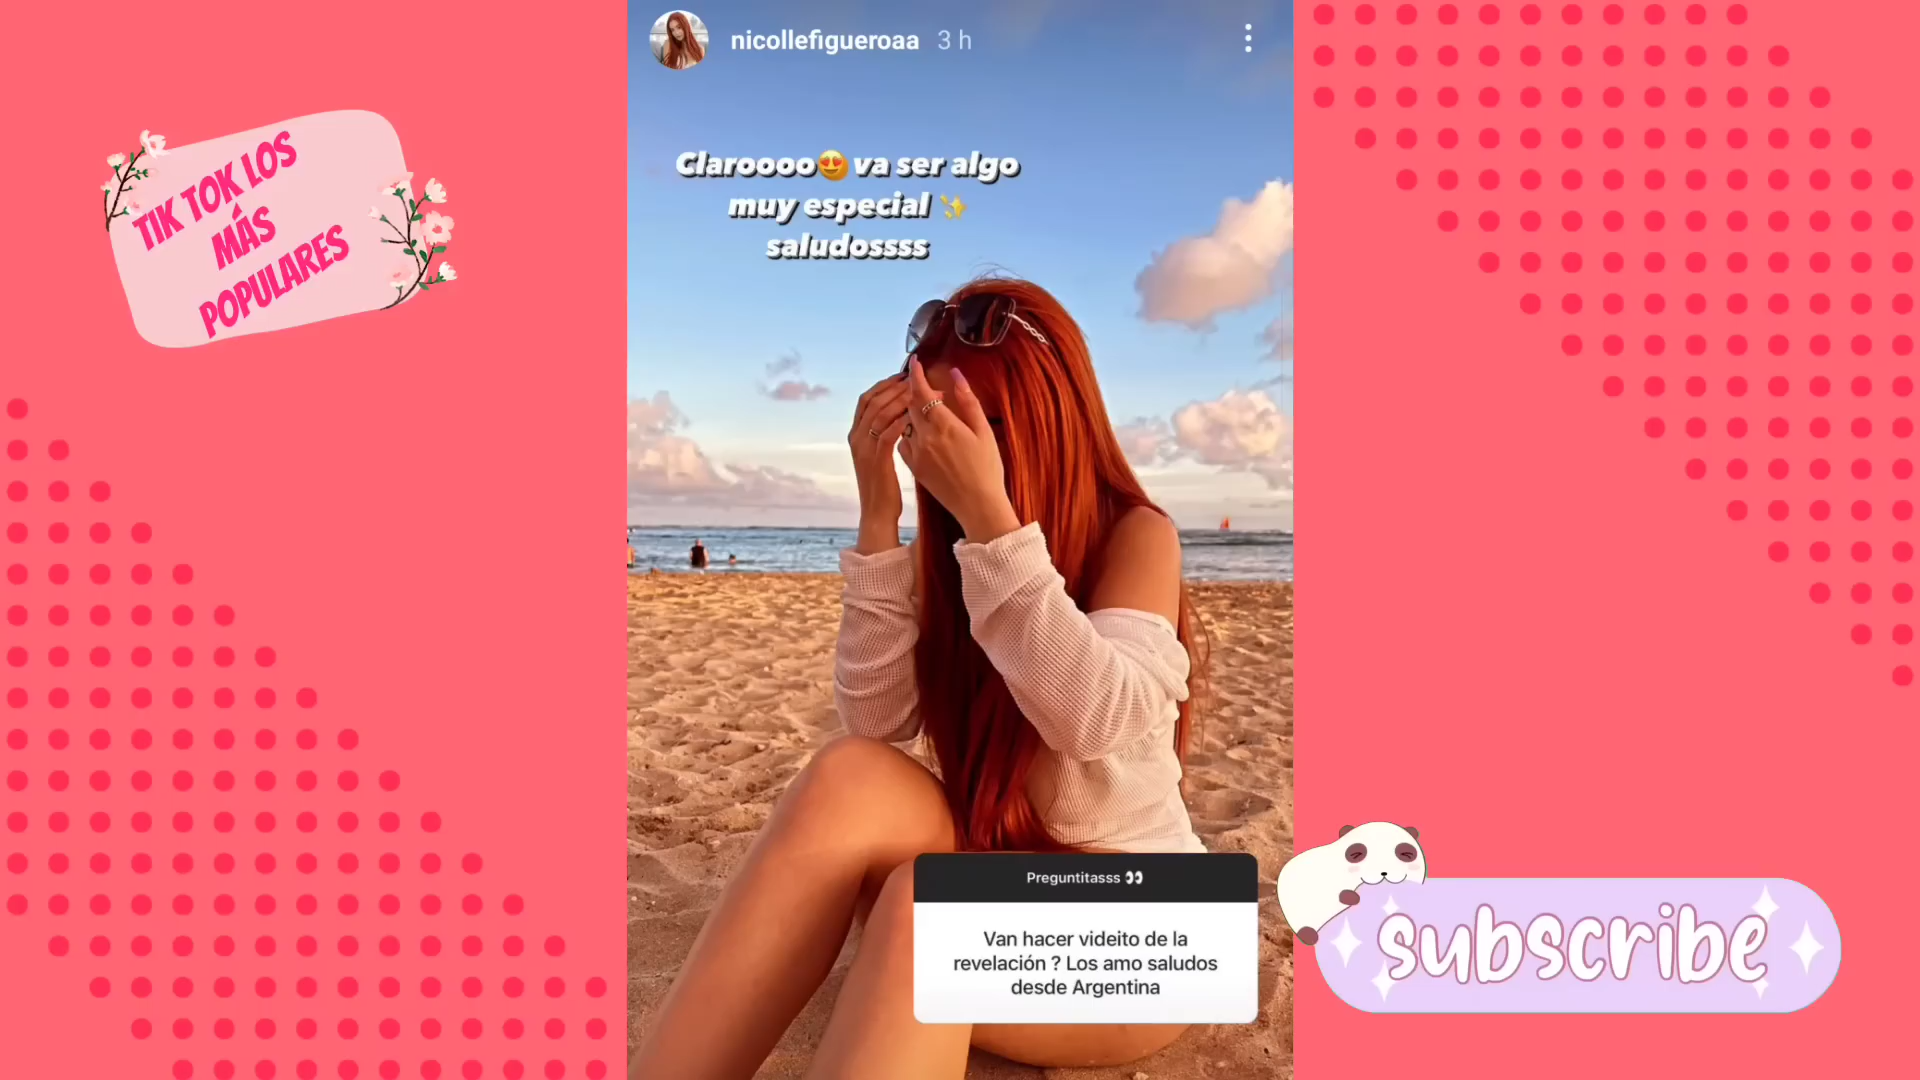 TIK TOK LOS
MÁS
POPULARES
nicollefigueroaa 3 h
Claroooo😍 va ser algo
muy especial ✨
saludossss
Preguntitasss 👀
Van hacer videito de la
revelación ? Los amo saludos
desde Argentina
subscribe